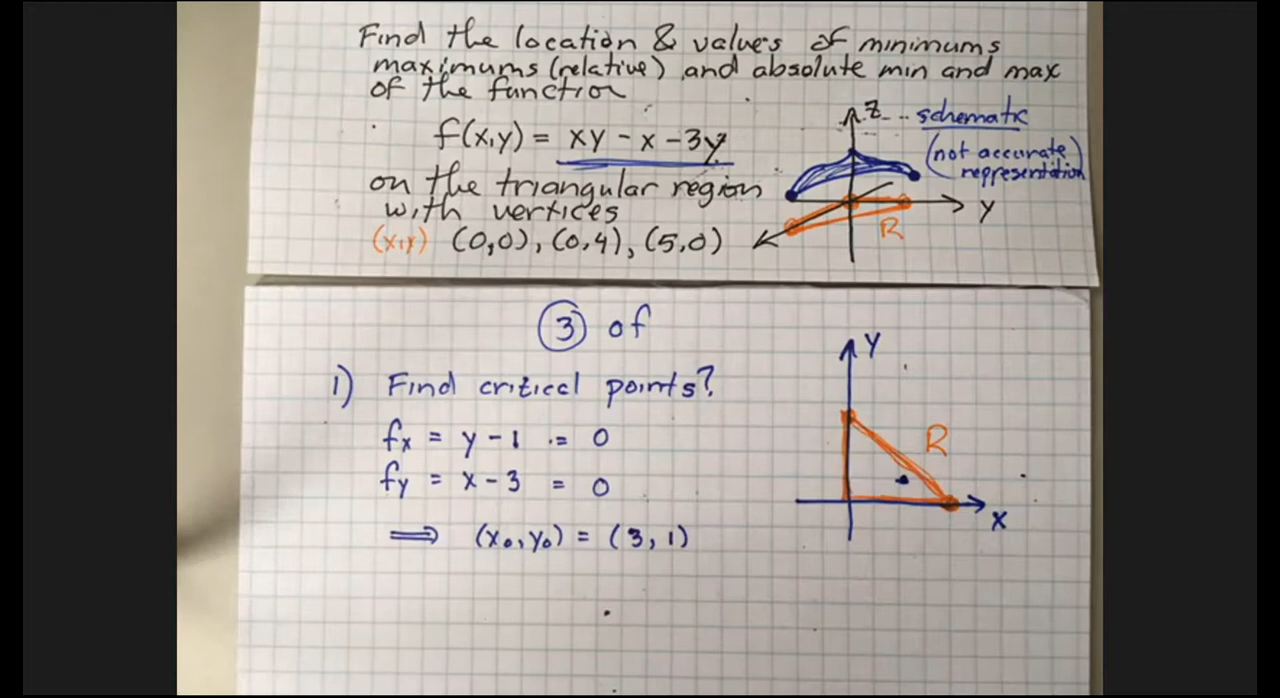 Find the location & values of minimums
maximums (relative) and absolute min and max
of the function
f(x,y) = xy - x - 3y
on the triangular region
with vertices
(x,y) (0,0), (0,4), (5,0)
Z
schematic
(not accurate)
representation
y
R
3 of
1) Find critical points?
fx = y - 1 = 0
fy = x - 3 = 0
⟹ (x₀, y₀) = (3, 1)
Y
R
X